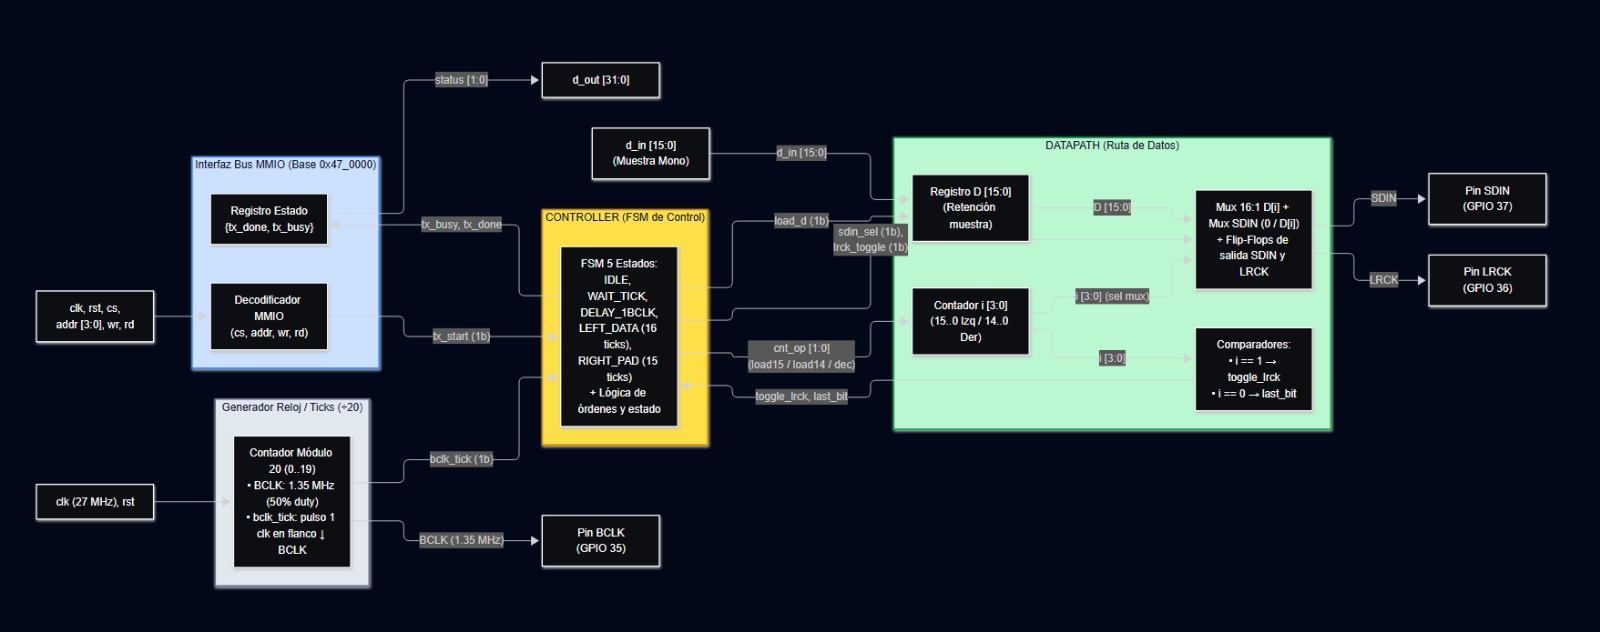 status [1:0]
d_out [31:0]
d_in [15:0]
(Muestra Mono)
d_in [15:0]
Interfaz Bus MMIO (Base 0x47_0000)
Registro Estado
{tx_done, tx_busy}
Decodificador
MMIO
(cs, addr, wr, rd)
clk, rst, cs,
addr [3:0], wr, rd
tx_busy, tx_done
tx_start (1b)
CONTROLLER (FSM de Control)
FSM 5 Estados:
IDLE,
WAIT_TICK,
DELAY_1BCLK,
LEFT_DATA (16
ticks),
RIGHT_PAD (15
ticks)
+ Lógica de
órdenes y estado
load_d (1b)
sdin_sel (1b),
lrck_toggle (1b)
cnt_op [1:0]
(load15 / load14 / dec)
toggle_lrck, last_bit
DATAPATH (Ruta de Datos)
Registro D [15:0]
(Retención
muestra)
D [15:0]
Contador i [3:0]
(15..0 Izq / 14..0
Der)
i [3:0] (sel mux)
i [3:0]
Mux 16:1 D[i] +
Mux SDIN (0 / D[i])
+ Flip-Flops de
salida SDIN y
LRCK
Comparadores:
• i == 1 →
toggle_lrck
• i == 0 → last_bit
SDIN
Pin SDIN
(GPIO 37)
LRCK
Pin LRCK
(GPIO 36)
Generador Reloj / Ticks (÷20)
Contador Módulo
20 (0..19)
• BCLK: 1.35 MHz
(50% duty)
• bclk_tick: pulso 1
clk en flanco ↓
BCLK
clk (27 MHz), rst
bclk_tick (1b)
BCLK (1.35 MHz)
Pin BCLK
(GPIO 35)